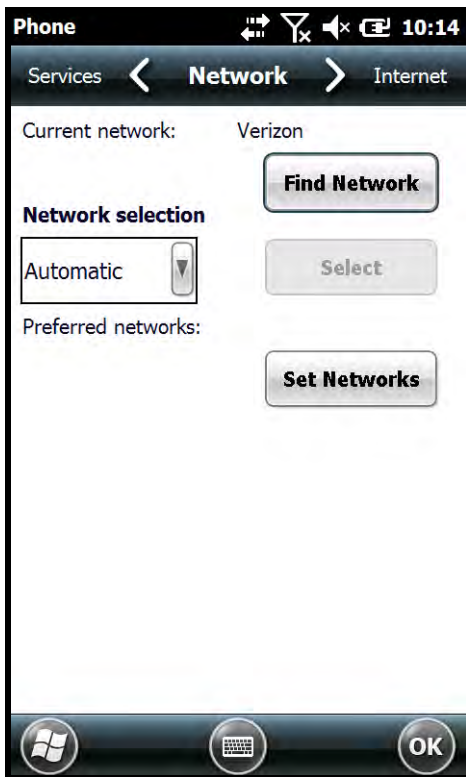 Phone 10:14
Services Network Internet
Current network: Verizon
Find Network
Network selection
Automatic
Select
Preferred networks:
Set Networks
OK